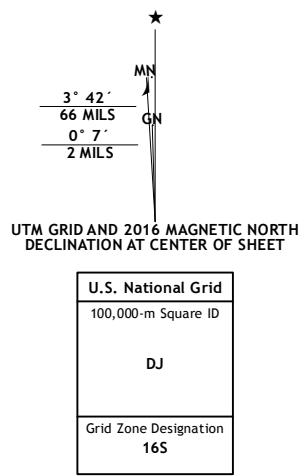 ★
MN
3° 42´
66 MILS
GN
0° 7´
2 MILS
UTM GRID AND 2016 MAGNETIC NORTH
DECLINATION AT CENTER OF SHEET
U.S. National Grid
100,000-m Square ID
DJ
Grid Zone Designation
16S